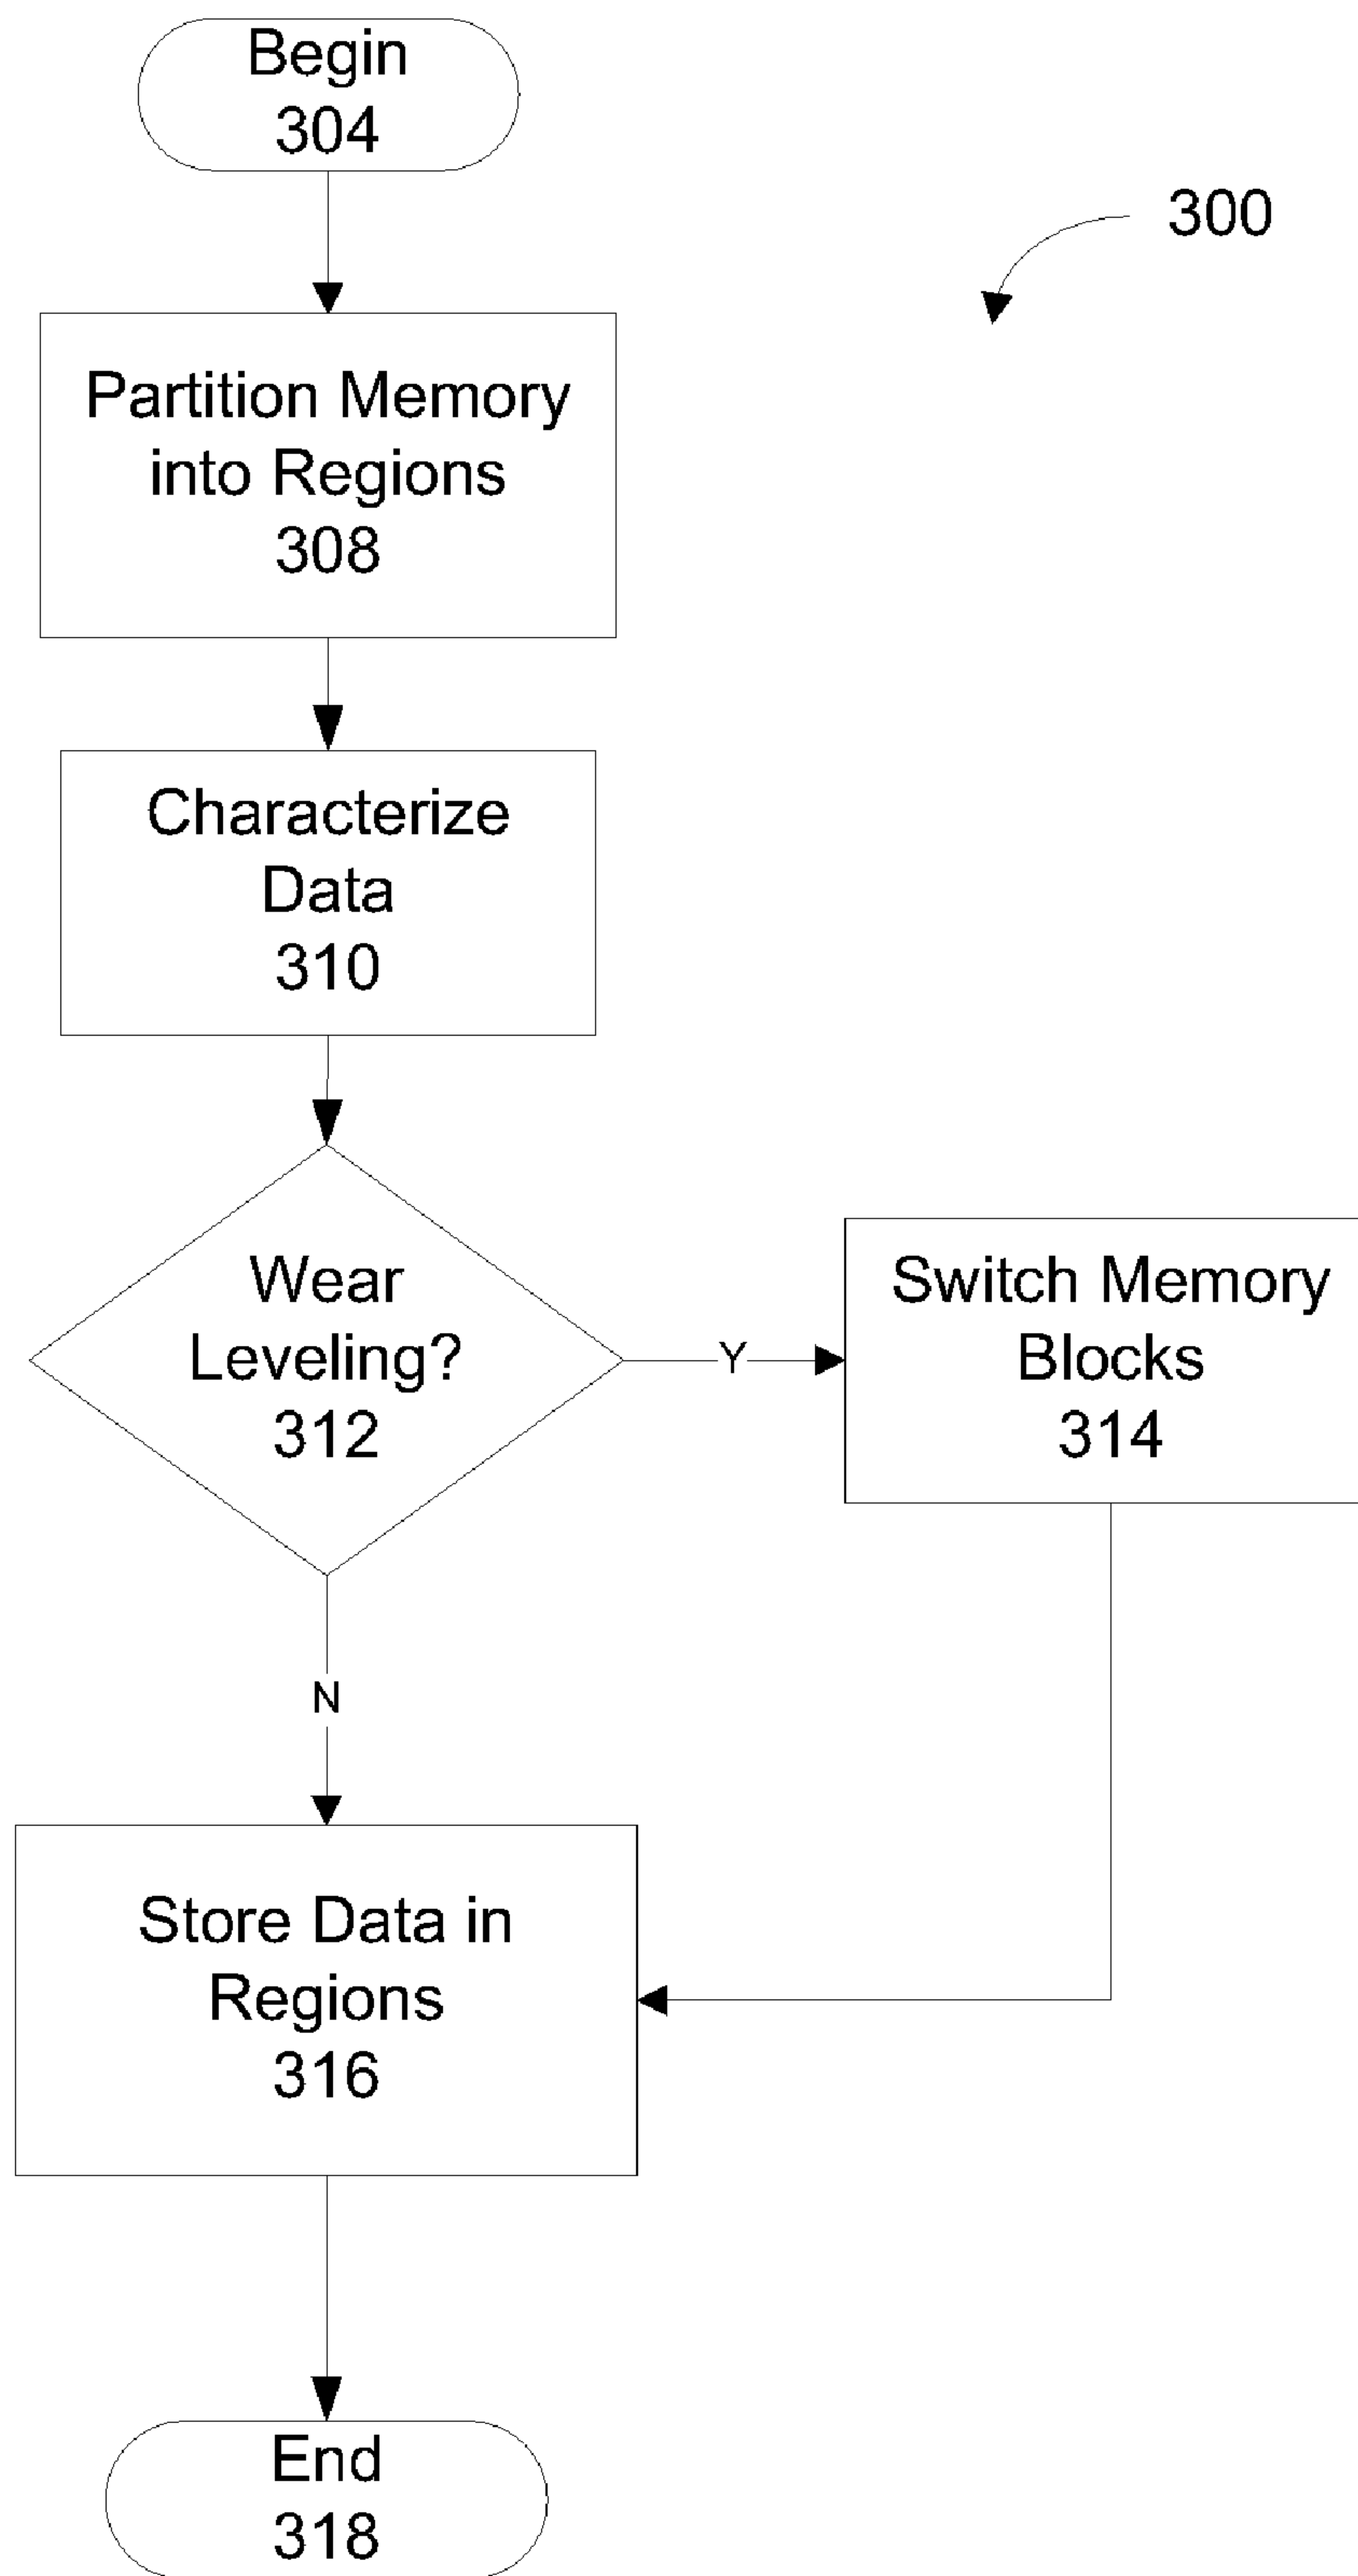 Begin
304
300
Partition Memory
into Regions
308
Characterize
Data
310
Wear
Leveling?
312
Y
Switch Memory
Blocks
314
N
Store Data in
Regions
316
End
318